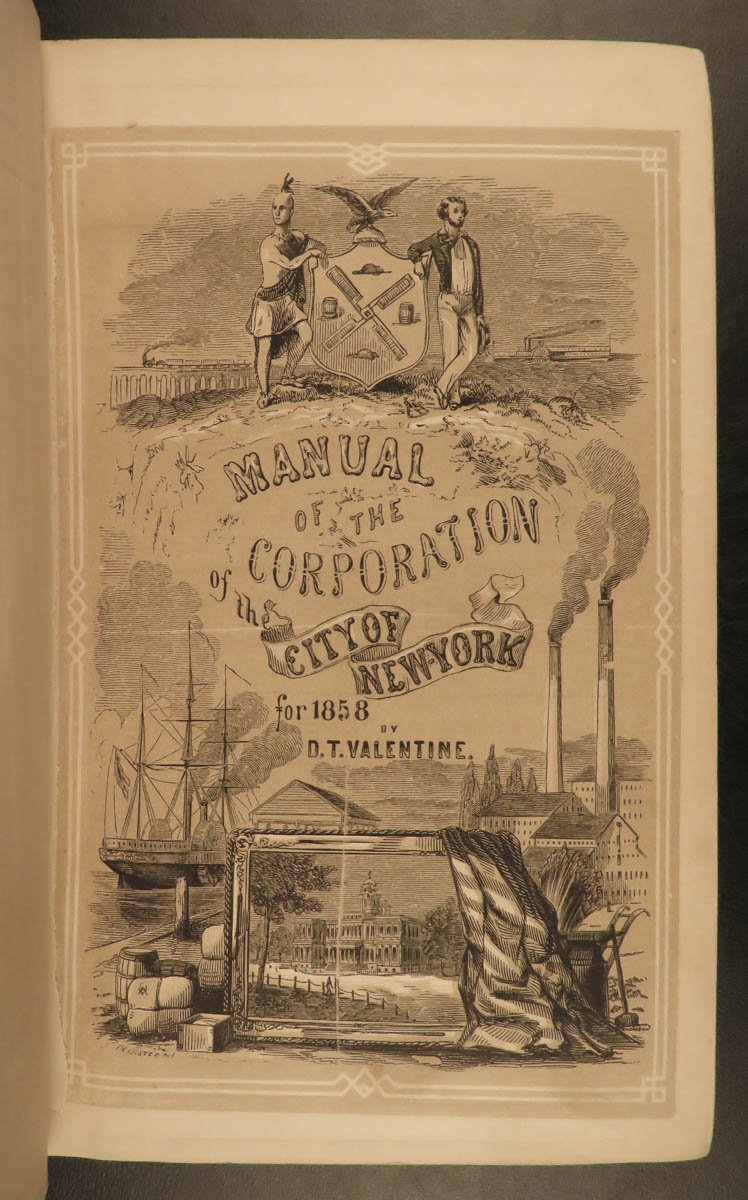 MANUAL
OF THE
CORPORATION
of the
CITY OF
NEW-YORK
for 1858
BY
D.T. VALENTINE.